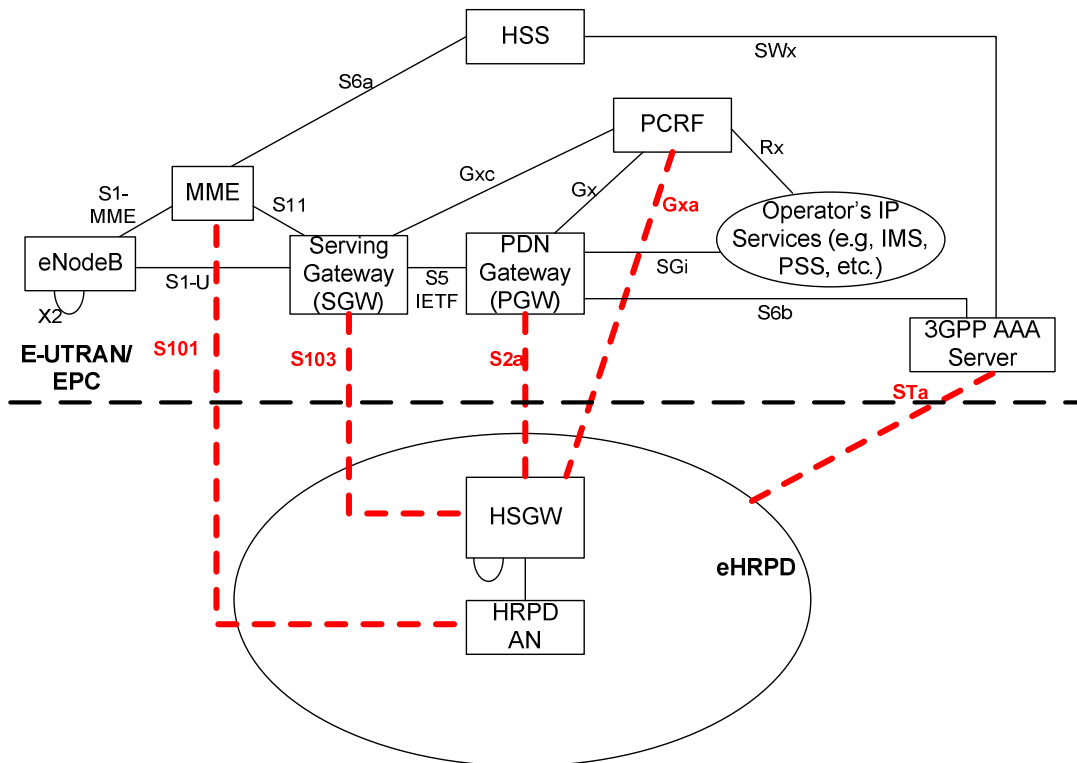 HSS
SWx
S6a
PCRF
Rx
Gxc
Gx
Gxa
S1-
MME
MME
S11
Operator's IP
Services (e.g, IMS,
PSS, etc.)
eNodeB
S1-U
Serving
Gateway
(SGW)
S5
IETF
PDN
Gateway
(PGW)
SGi
S6b
X2
3GPP AAA
Server
E-UTRAN/
EPC
S101
S103
S2a
STa
HSGW
eHRPD
HRPD
AN